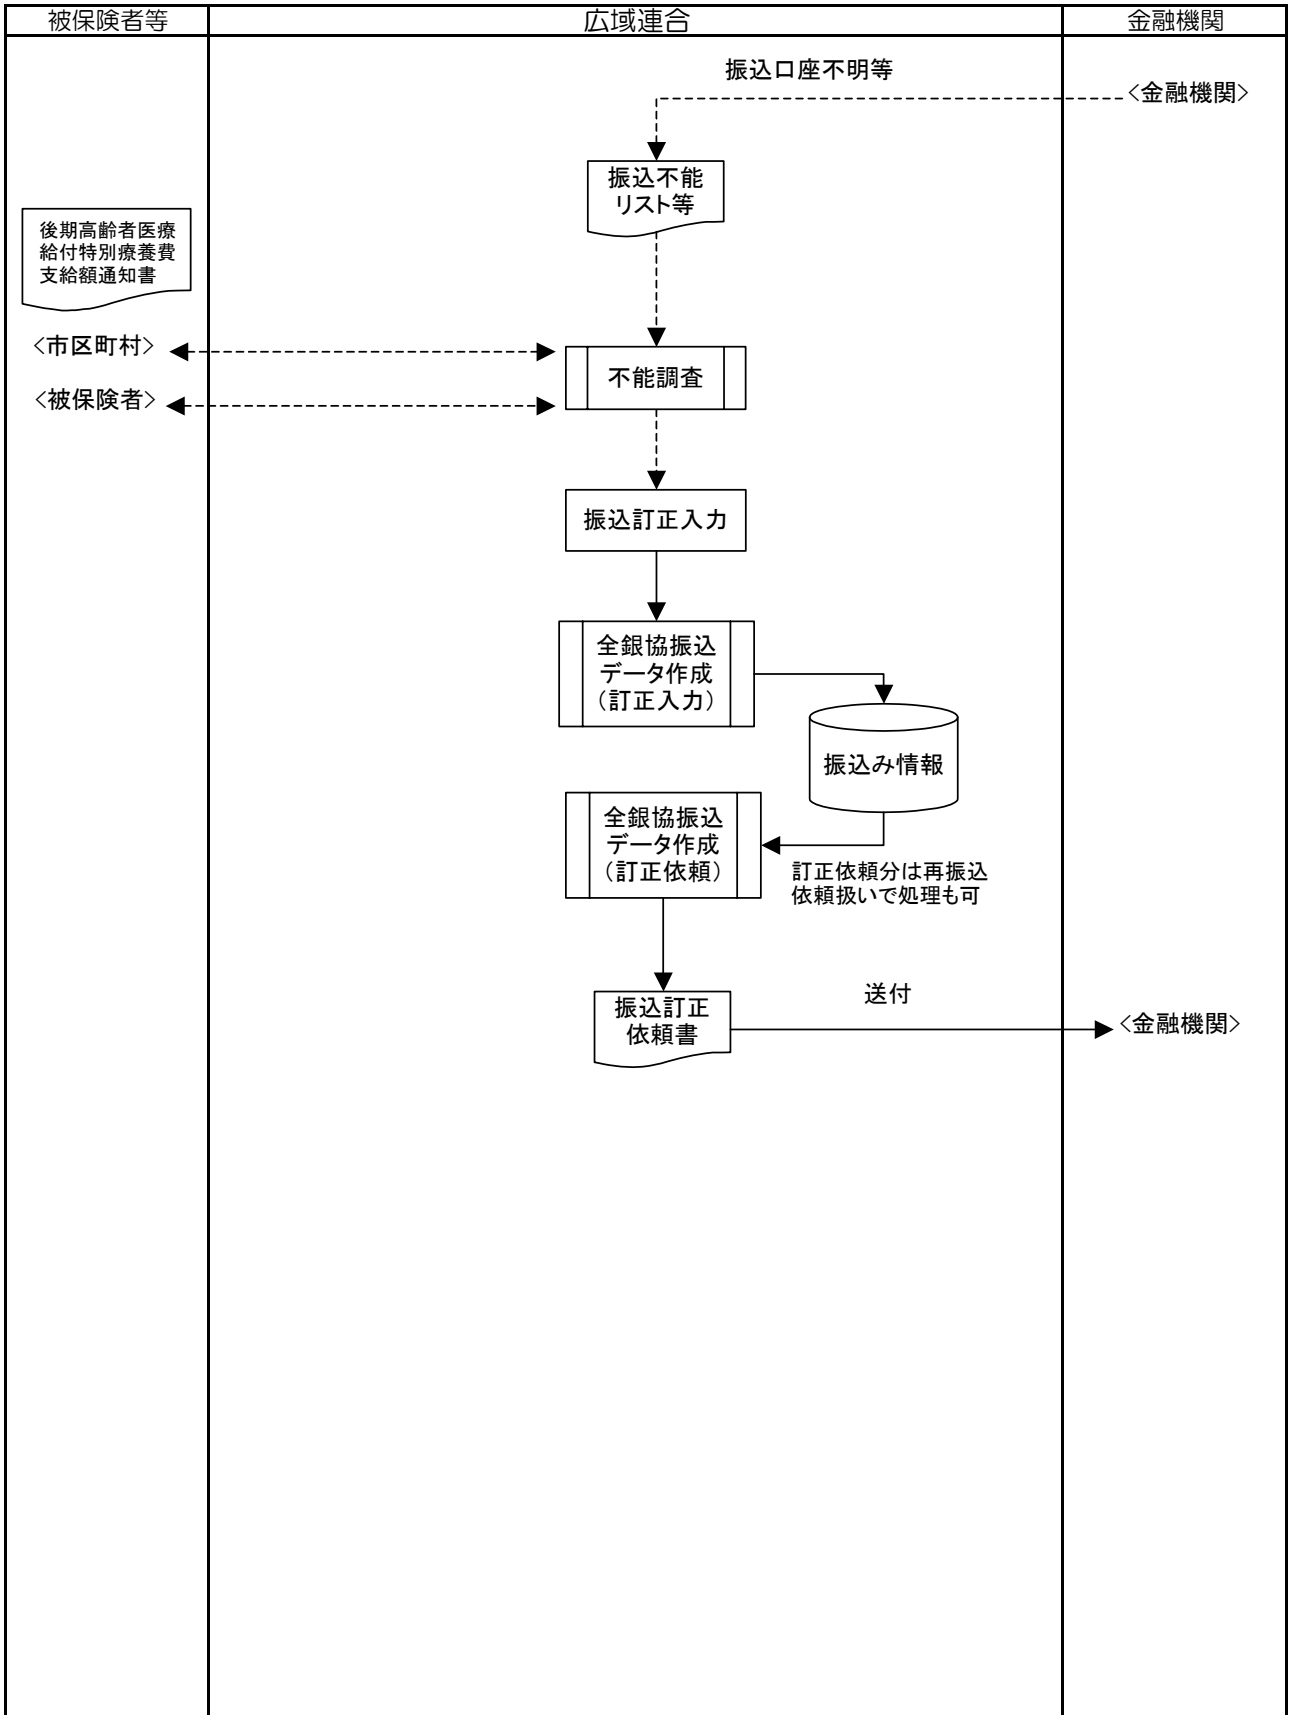 被保険者等
広域連合
金融機関
振込口座不明等
<金融機関>
振込不能
リスト等
後期高齢者医療
給付特別療養費
支給額通知書
<市区町村>
<被保険者>
不能調査
振込訂正入力
全銀協振込
データ作成
(訂正入力)
振込み情報
全銀協振込
データ作成
(訂正依頼)
訂正依頼分は再振込
依頼扱いで処理も可
振込訂正
依頼書
送付
<金融機関>